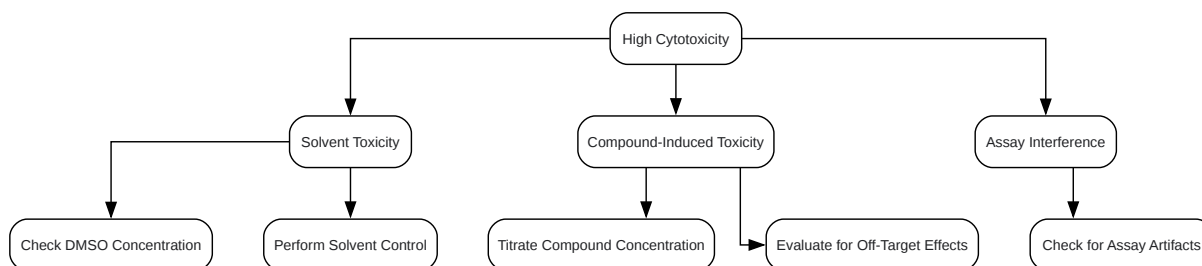 High Cytotoxicity
Solvent Toxicity
Compound-Induced Toxicity
Assay Interference
Check DMSO Concentration
Perform Solvent Control
Titrate Compound Concentration
Evaluate for Off-Target Effects
Check for Assay Artifacts